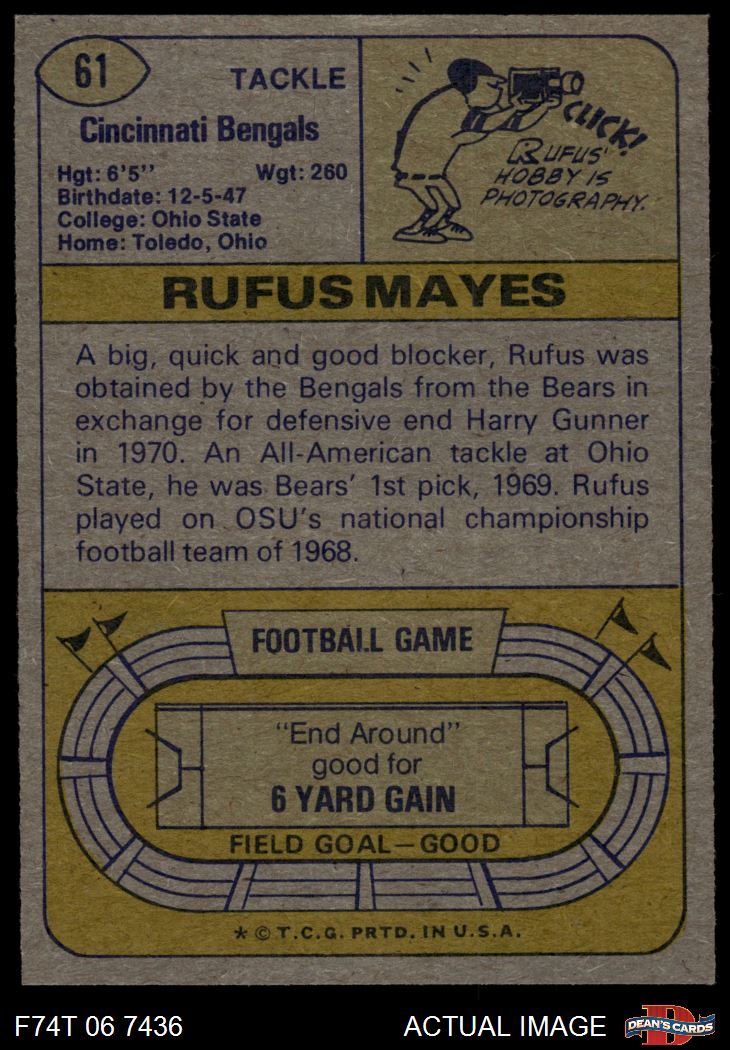 61
TACKLE
Cincinnati Bengals
Hgt: 6'5" Wgt: 260
Birthdate: 12-5-47
College: Ohio State
Home: Toledo, Ohio
CLICK!
RUFUS'
HOBBY IS
PHOTOGRAPHY.
RUFUS MAYES
A big, quick and good blocker, Rufus was
obtained by the Bengals from the Bears in
exchange for defensive end Harry Gunner
in 1970. An All-American tackle at Ohio
State, he was Bears' 1st pick, 1969. Rufus
played on OSU's national championship
football team of 1968.
FOOTBALL GAME
"End Around"
good for
6 YARD GAIN
FIELD GOAL—GOOD
* © T.C.G. PRTD. IN U.S.A.
F74T 06 7436
ACTUAL IMAGE
D
DEAN'S CARDS